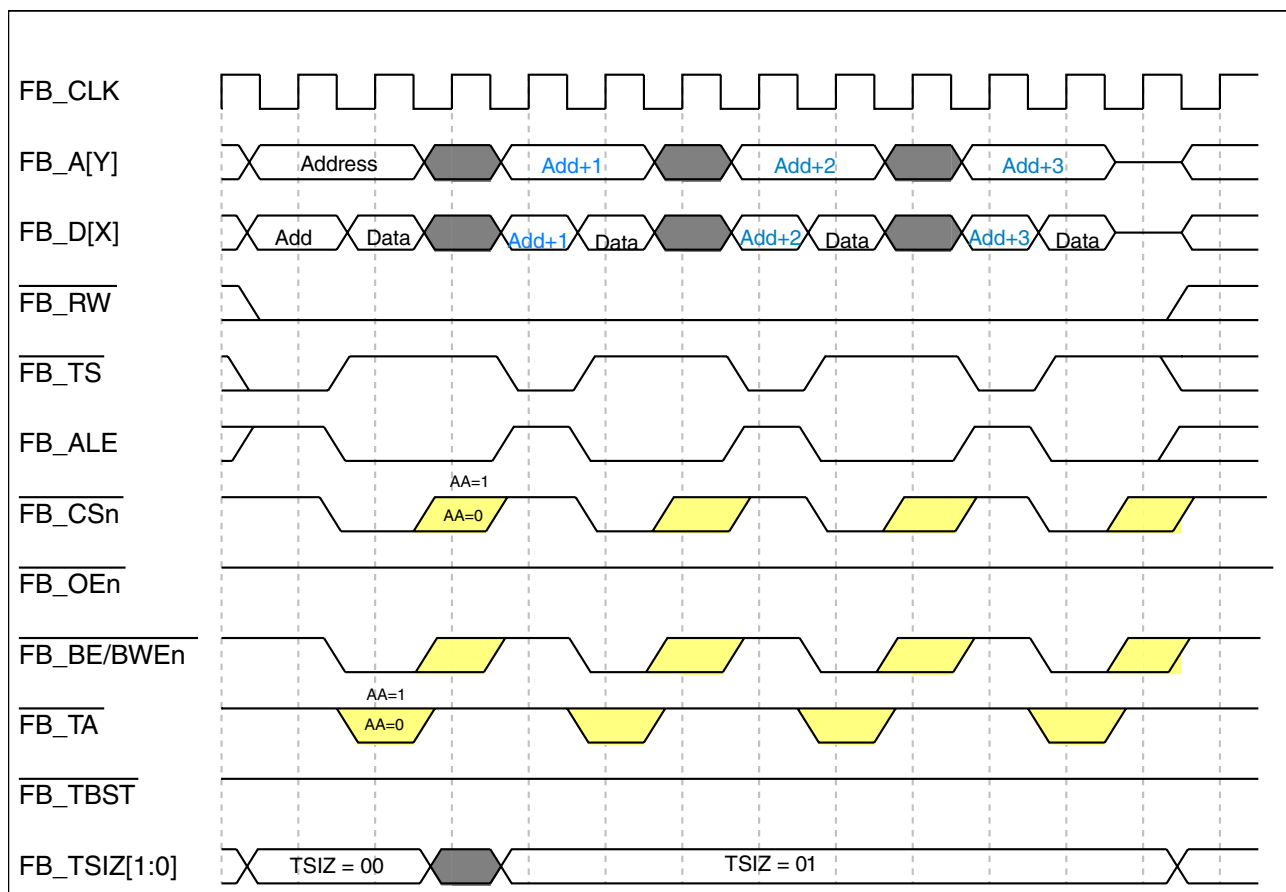 FB_CLK
FB_A[Y] Address Add+1 Add+2 Add+3
FB_D[X] Add Data Add+1 Data Add+2 Data Add+3 Data
FB_RW
FB_TS
FB_ALE
AA=1
FB_CSn AA=0
FB_OEn
FB_BE/BWEn
AA=1
FB_TA AA=0
FB_TBST
FB_TSIZ[1:0] TSIZ = 00 TSIZ = 01